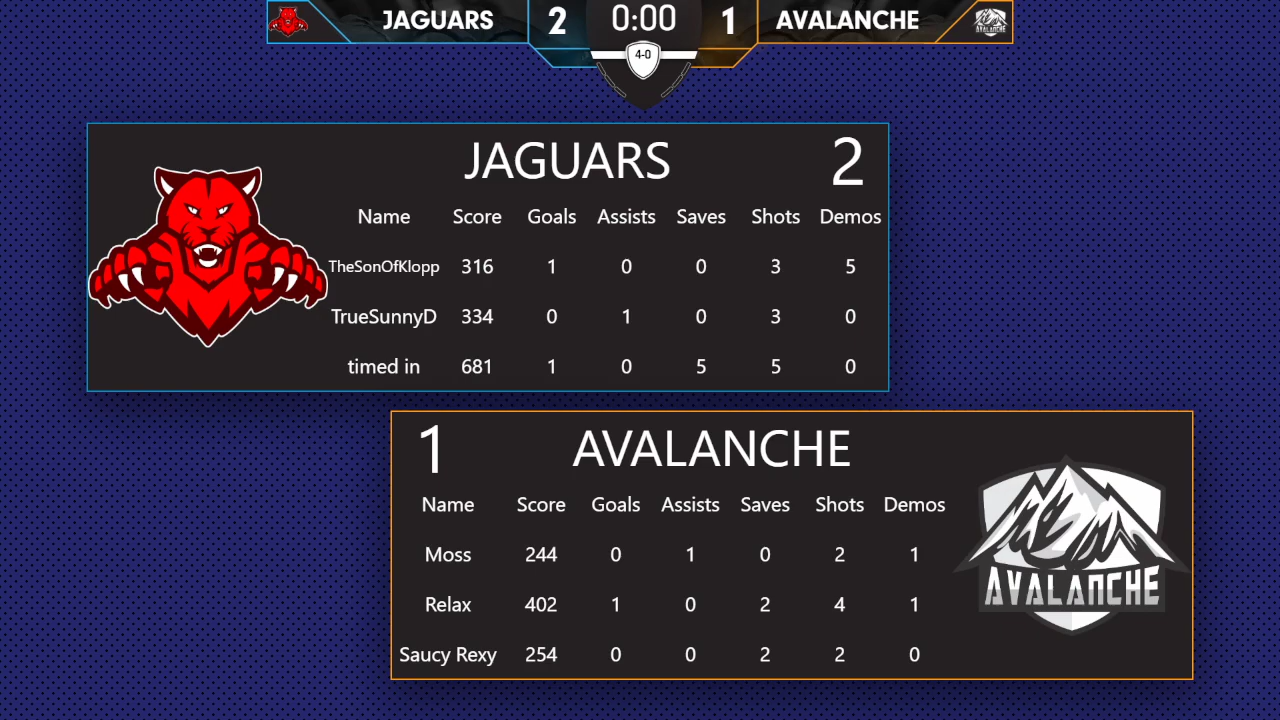 JAGUARS 2 0:00 1 AVALANCHE AVALANCHE
4-0
JAGUARS 2
Name Score Goals Assists Saves Shots Demos
TheSonOfKlopp 316 1 0 0 3 5
TrueSunnyD 334 0 1 0 3 0
timed in 681 1 0 5 5 0
1 AVALANCHE
Name Score Goals Assists Saves Shots Demos
Moss 244 0 1 0 2 1
Relax 402 1 0 2 4 1
Saucy Rexy 254 0 0 2 2 0
AVALANCHE